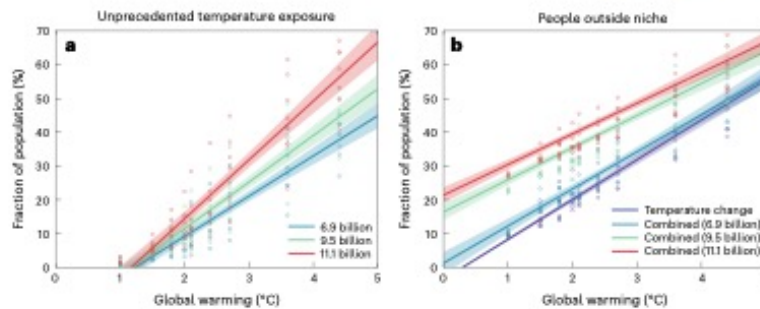 Unprecedented temperature exposure
a
Fraction of population (%)
70
60
50
40
30
20
10
0
0
1
2
3
4
5
Global warming (°C)
6.9 billion
9.5 billion
11.1 billion
People outside niche
b
Fraction of population (%)
70
60
50
40
30
20
10
0
0
1
2
3
4
Global warming (°C)
Temperature change
Combined (6.9 billion)
Combined (9.5 billion)
Combined (11.1 billion)